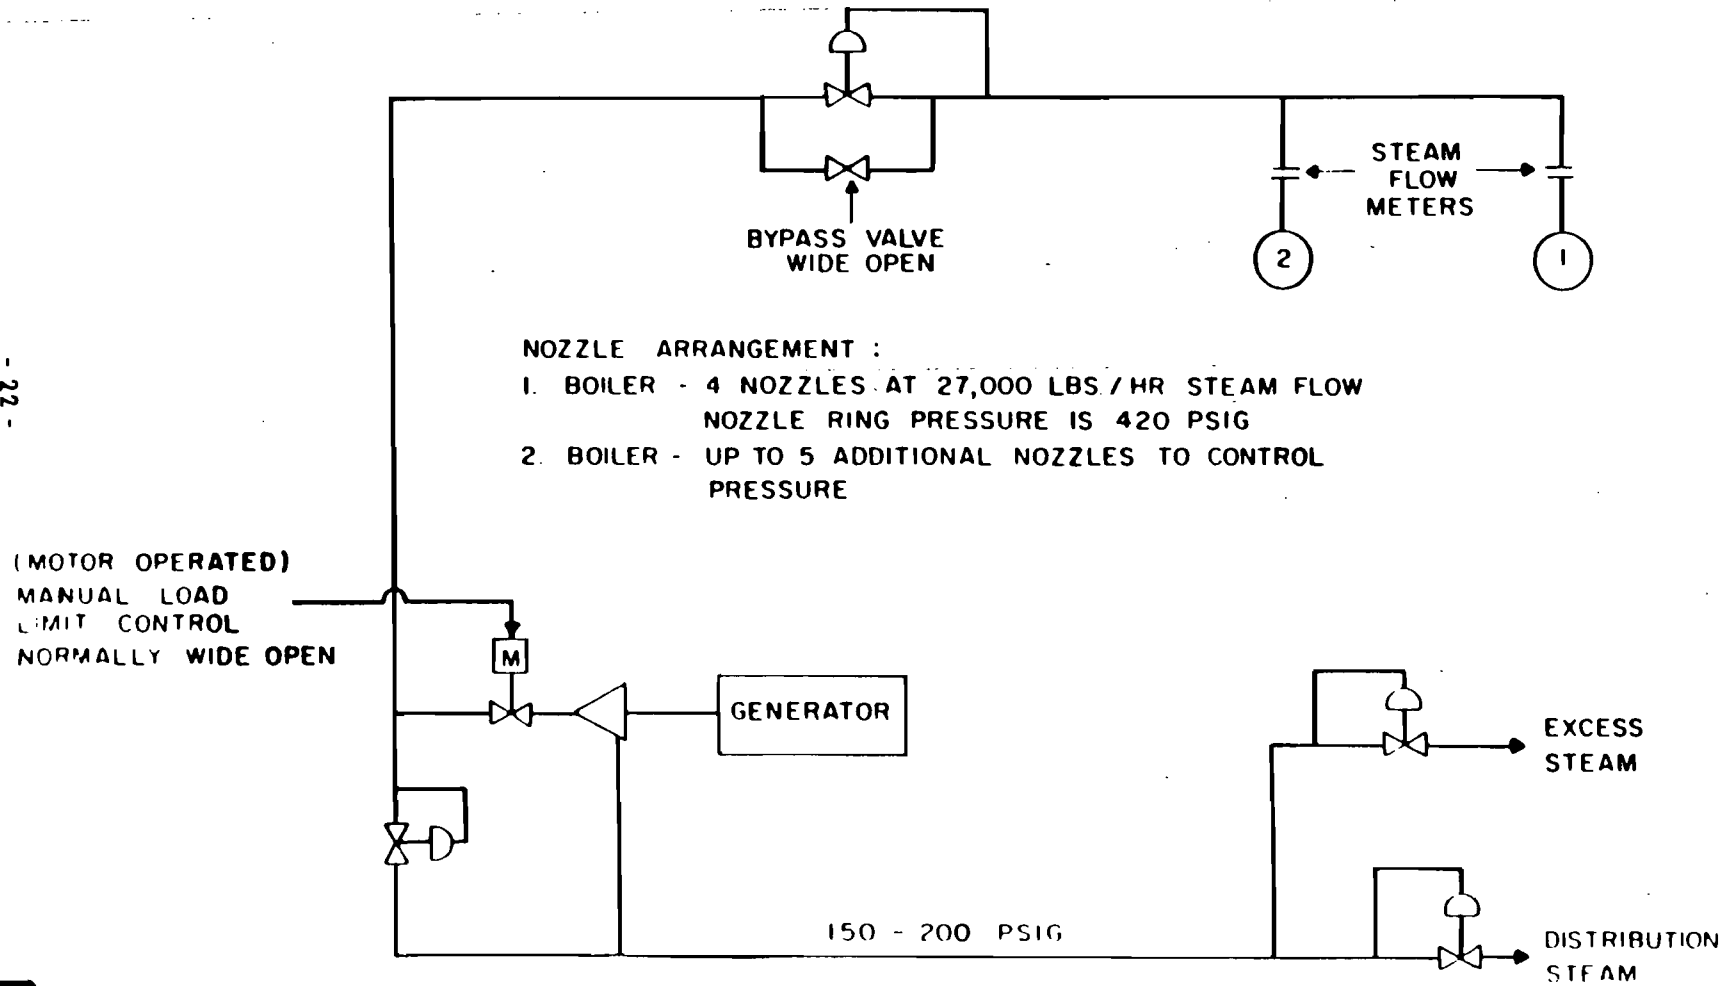 STEAM
FLOW
METERS
BYPASS VALVE
WIDE OPEN
2
1
NOZZLE ARRANGEMENT :
1. BOILER - 4 NOZZLES AT 27,000 LBS./HR STEAM FLOW
NOZZLE RING PRESSURE IS 420 PSIG
2. BOILER - UP TO 5 ADDITIONAL NOZZLES TO CONTROL
PRESSURE
- 22 -
(MOTOR OPERATED)
MANUAL LOAD
LIMIT CONTROL
NORMALLY WIDE OPEN
M
GENERATOR
EXCESS
STEAM
150 - 200 PSIG
DISTRIBUTION
STEAM